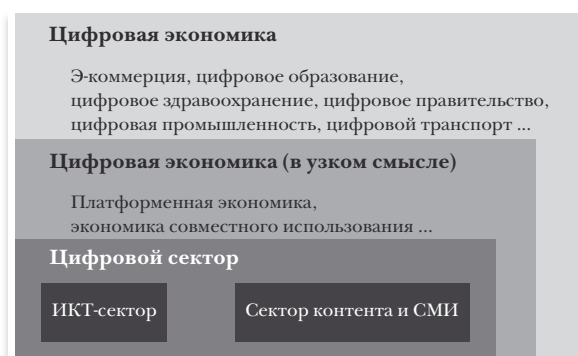 Цифровая экономика
Э-коммерция, цифровое образование,
цифровое здравоохранение, цифровое правительство,
цифровая промышленность, цифровой транспорт ...
Цифровая экономика (в узком смысле)
Платформенная экономика,
экономика совместного использования ...
Цифровой сектор
ИКТ-сектор
Сектор контента и СМИ